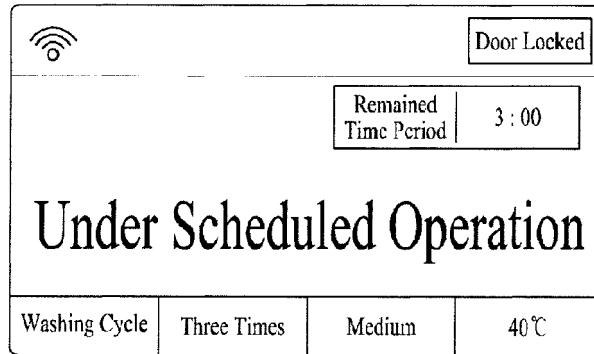 Door Locked
Remained
Time Period
3 : 00
Under Scheduled Operation
Washing Cycle
Three Times
Medium
40℃